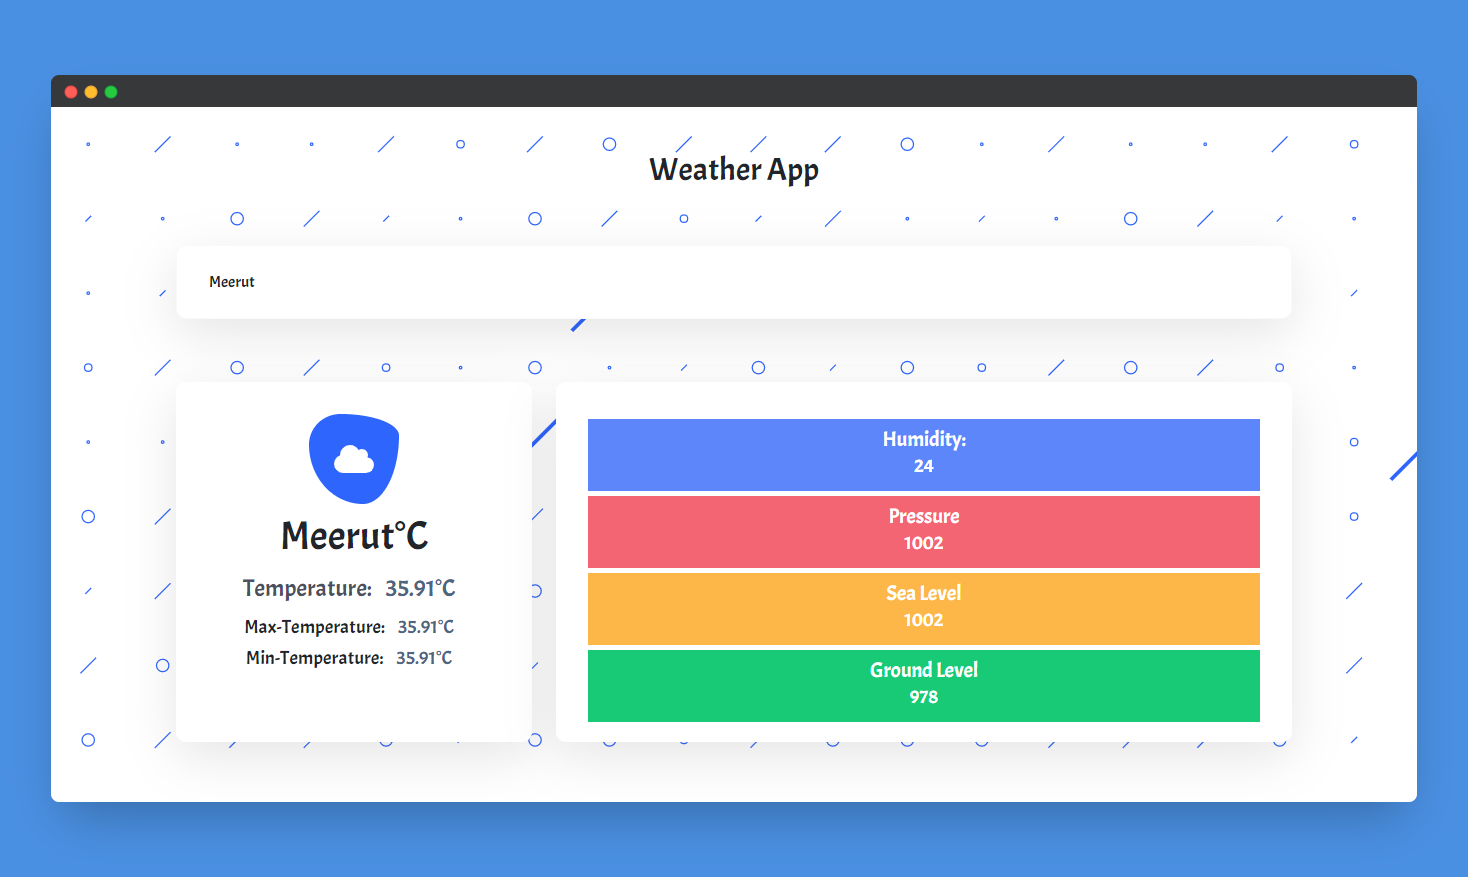 Weather App
Meerut
Meerut°C
Temperature: 35.91°C
Max-Temperature: 35.91°C
Min-Temperature: 35.91°C
Humidity:
24
Pressure
1002
Sea Level
1002
Ground Level
978